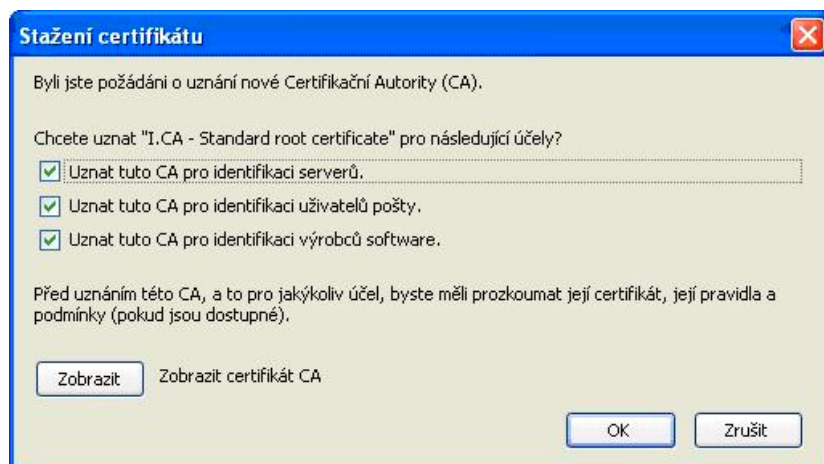 Stažení certifikátu
Byli jste požádáni o uznání nové Certifikační Autority (CA).
Chcete uznat "I.CA - Standard root certificate" pro následující účely?
Uznat tuto CA pro identifikaci serverů.
Uznat tuto CA pro identifikaci uživatelů pošty.
Uznat tuto CA pro identifikaci výrobců software.
Před uznáním této CA, a to pro jakýkoliv účel, byste měli prozkoumat její certifikát, její pravidla a
podmínky (pokud jsou dostupné).
Zobrazit Zobrazit certifikát CA
OK Zrušit